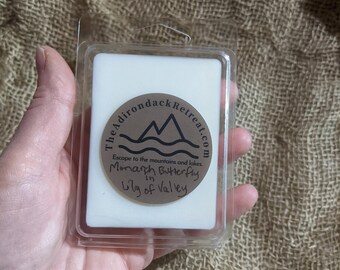 TheAdirondackRetreat.com
Escape to the mountains and lakes.
Monarch Butterfly
in
Lily of Valley